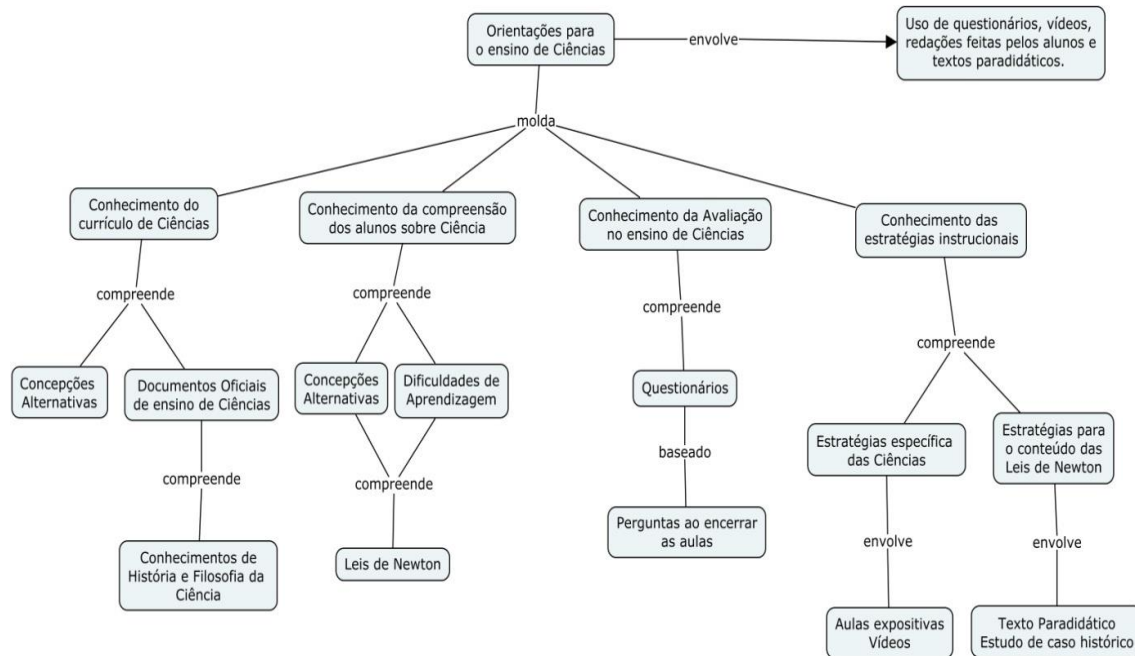 Orientações para
o ensino de Ciências
envolve
Uso de questionários, vídeos,
redações feitas pelos alunos e
textos paradidáticos.
molda
Conhecimento do
currículo de Ciências
Conhecimento da compreensão
dos alunos sobre Ciência
Conhecimento da Avaliação
no ensino de Ciências
Conhecimento das
estratégias instrucionais
compreende
compreende
compreende
compreende
Concepções
Alternativas
Documentos Oficiais
de ensino de Ciências
Concepções
Alternativas
Dificuldades de
Aprendizagem
Questionários
Estratégias específica
das Ciências
Estratégias para
o conteúdo das
Leis de Newton
compreende
compreende
baseado
envolve
envolve
Conhecimentos de
História e Filosofia da
Ciência
Leis de Newton
Perguntas ao encerrar
as aulas
Aulas expositivas
Vídeos
Texto Paradidático
Estudo de caso histórico